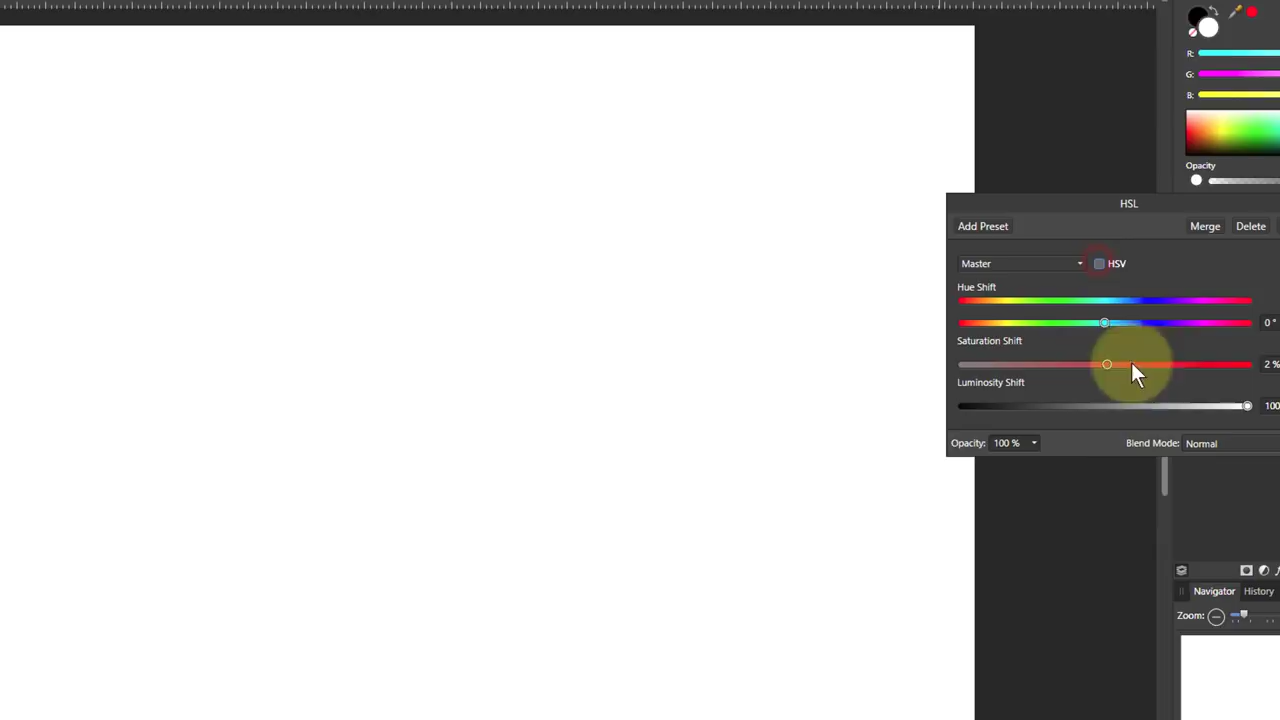 R:
G:
B:
Opacity
HSL
Add Preset
Merge
Delete
Master
HSV
Hue Shift
0 °
Saturation Shift
2 %
Luminosity Shift
100
Opacity: 100 %
Blend Mode: Normal
Navigator
History
Zoom: